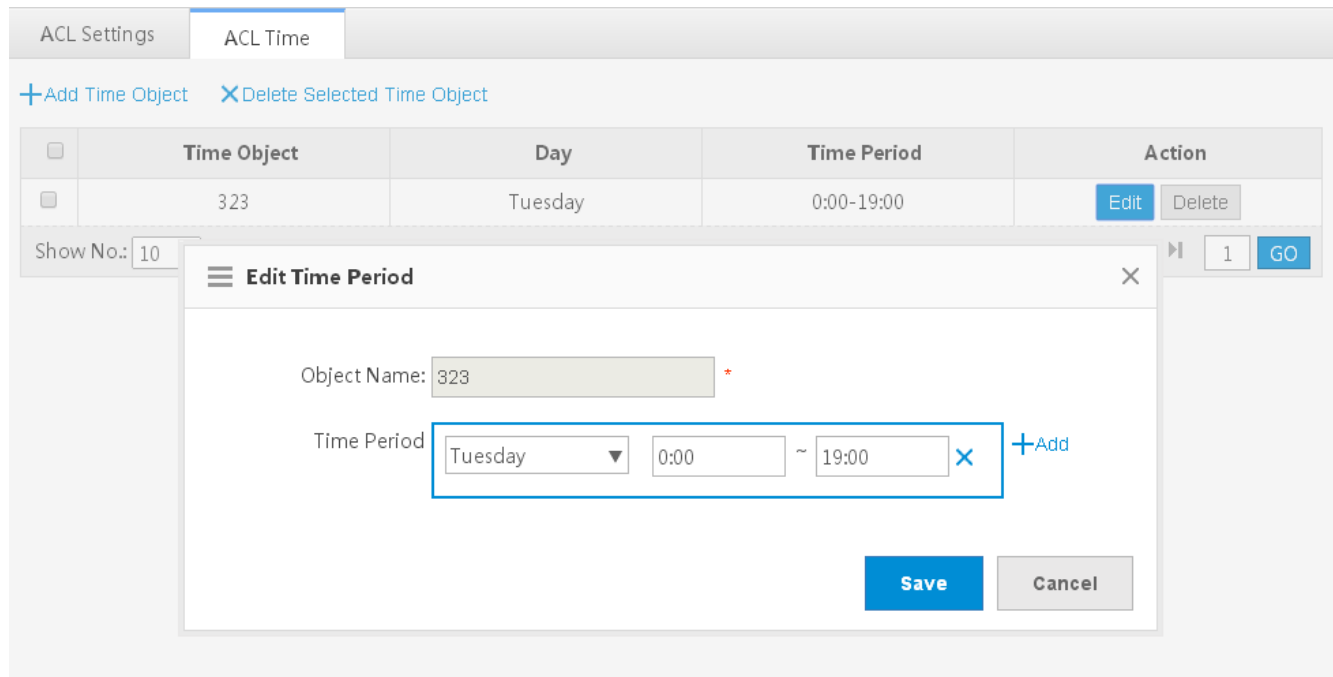 ACL Settings ACL Time
Add Time Object Delete Selected Time Object
Time Object Day Time Period Action
323 Tuesday 0:00-19:00 Edit Delete
Show No.: 10 1 GO
Edit Time Period
Object Name: 323 *
Time Period Tuesday 0:00 ~ 19:00 Add
Save Cancel